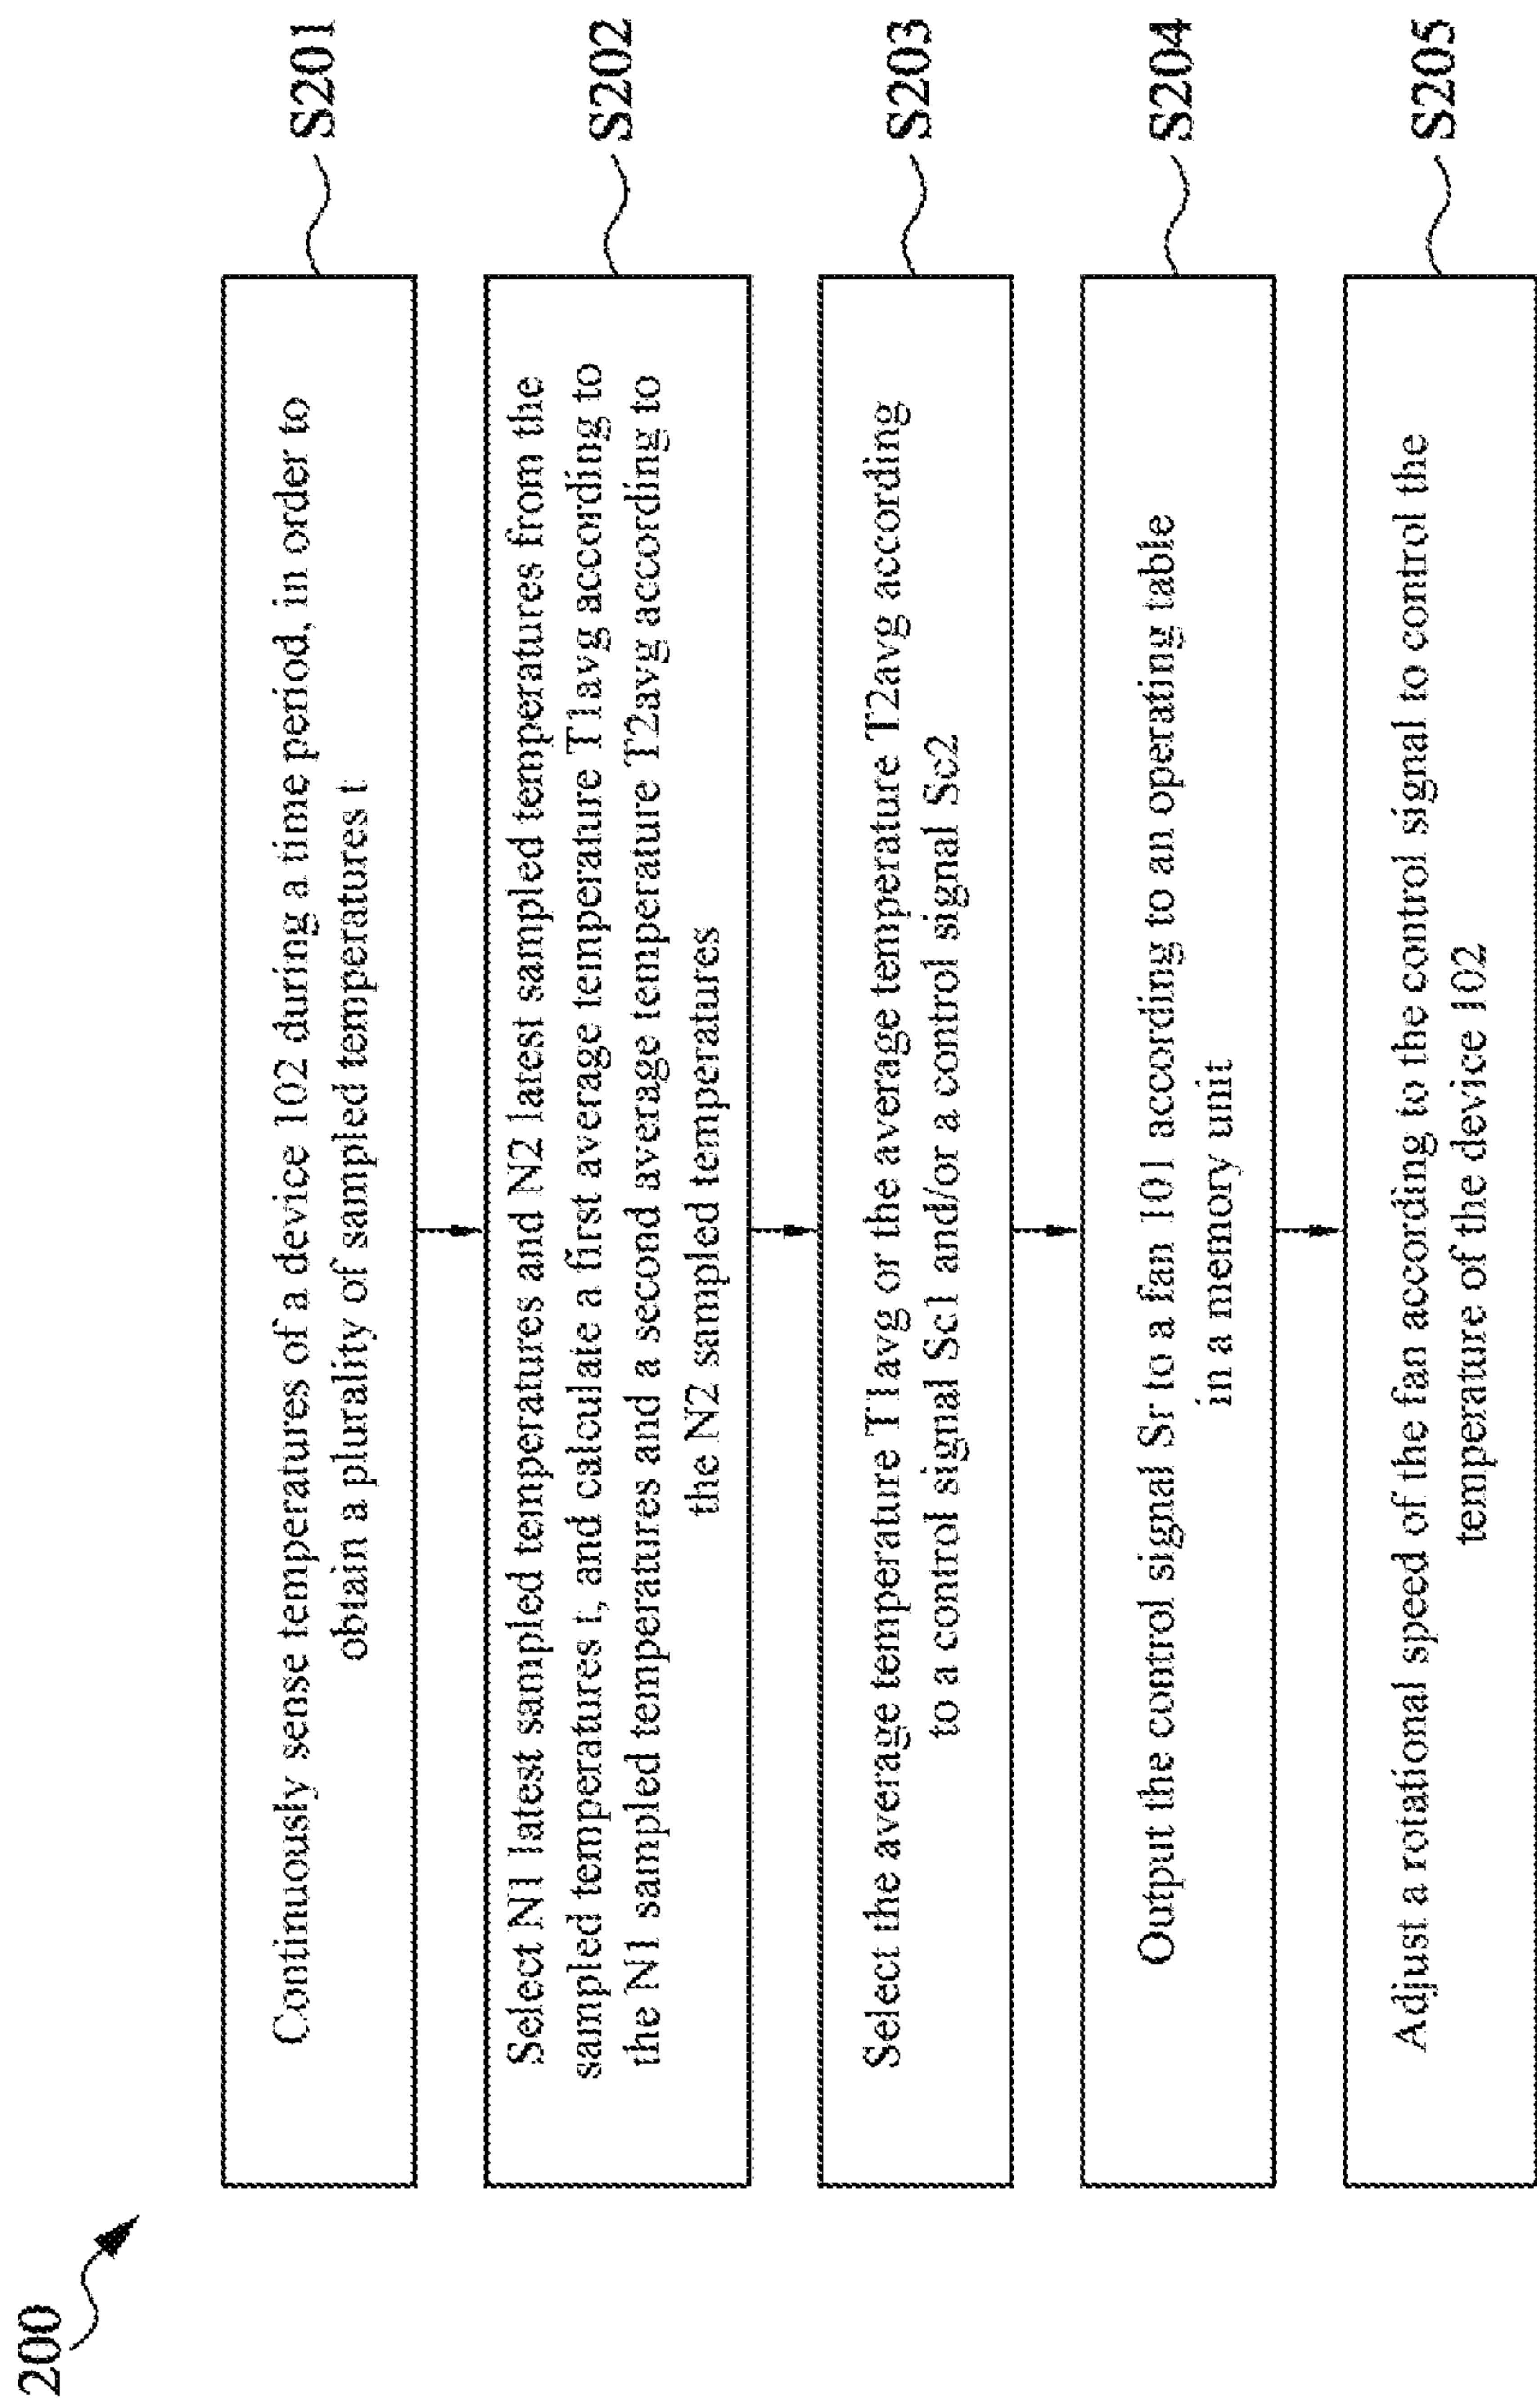 200
Continuously sense temperatures of a device 102 during a time period, in order to
obtain a plurality of sampled temperatures t
S201
Select N1 latest sampled temperatures and N2 latest sampled temperatures from the
sampled temperatures t, and calculate a first average temperature T1avg according to
the N1 sampled temperatures and a second average temperature T2avg according to
the N2 sampled temperatures
S202
Select the average temperature T1avg or the average temperature T2avg according
to a control signal Sc1 and/or a control signal Sc2
S203
Output the control signal Sr to a fan 101 according to an operating table
in a memory unit
S204
Adjust a rotational speed of the fan according to the control signal to control the
temperature of the device 102
S205